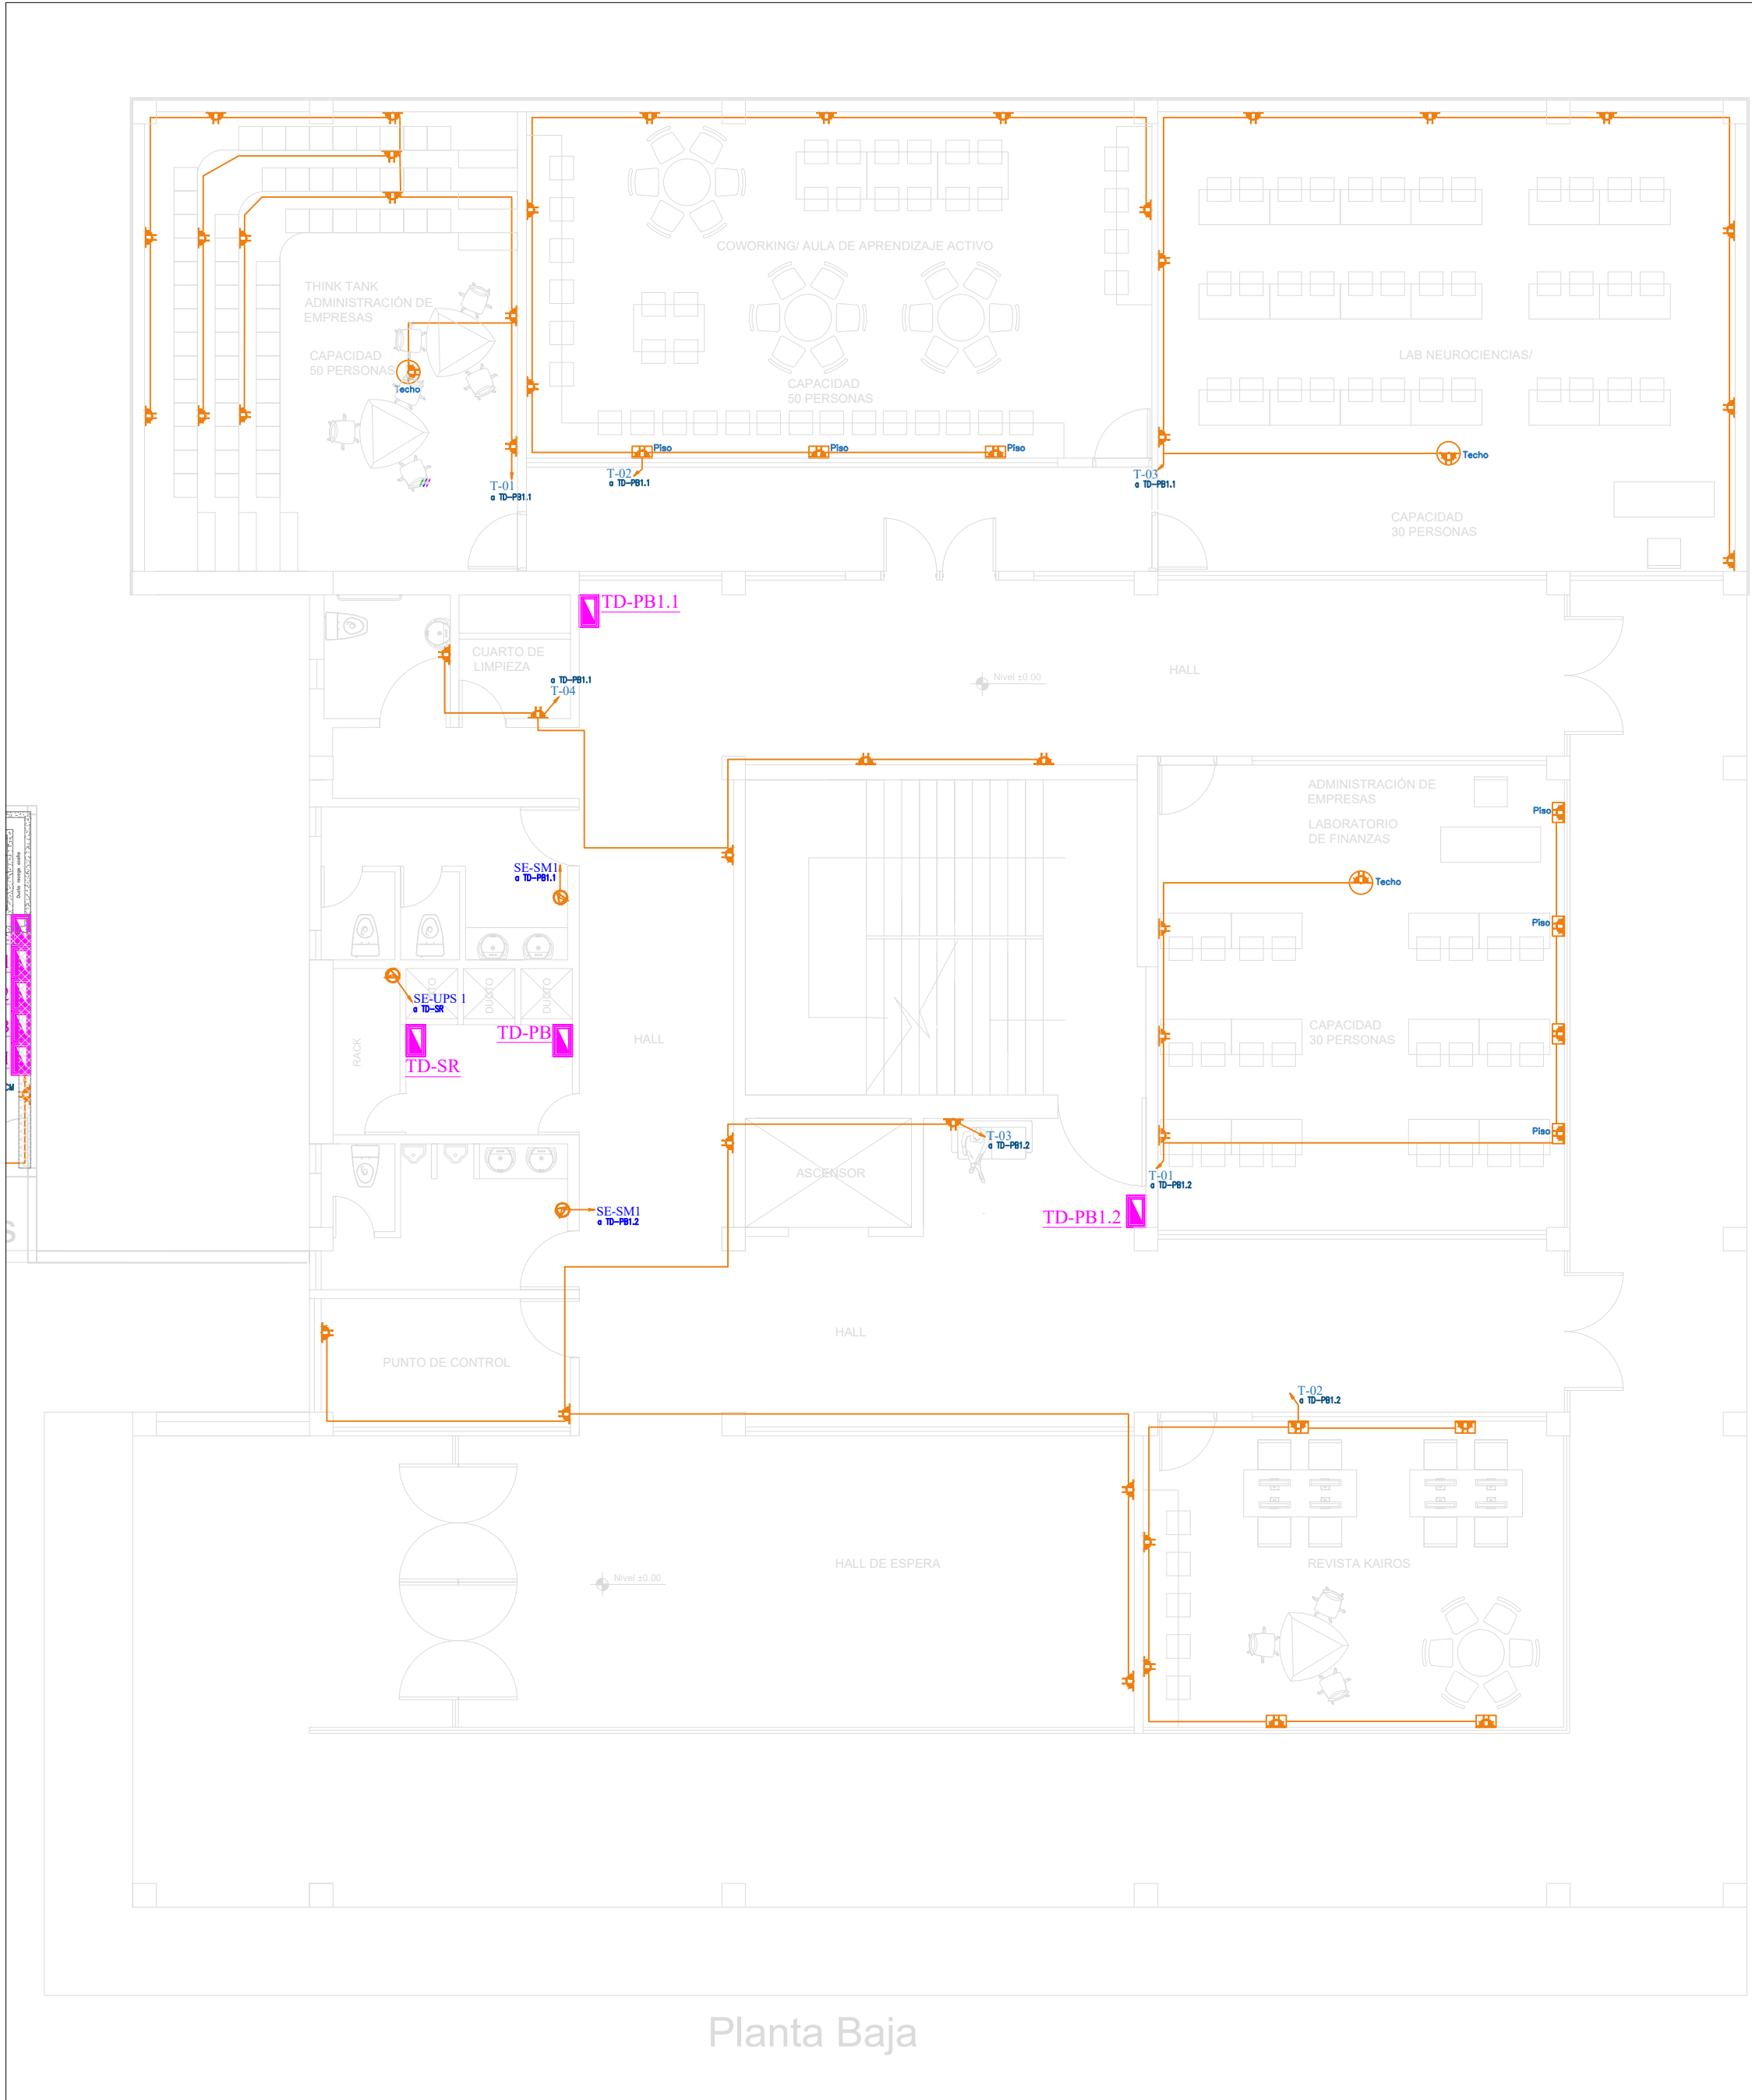 COWORKING/ AULA DE APRENDIZAJE ACTIVO
THINK TANK
ADMINISTRACIÓN DE
EMPRESAS
CAPACIDAD
50 PERSONAS
Techo
CAPACIDAD
50 PERSONAS
LAB NEUROCIENCIAS/
Piso
Piso
Piso
Techo
T-01
a TD-PB1.1
T-02
a TD-PB1.1
T-03
a TD-PB1.1
CAPACIDAD
30 PERSONAS
TD-PB1.1
CUARTO DE
LIMPIEZA
a TD-PB1.1
T-04
Nivel ±0.00
HALL
ADMINISTRACIÓN DE
EMPRESAS
LABORATORIO
DE FINANZAS
Piso
Techo
Piso
SE-SM1
a TD-PB1.1
SE-UPS 1
a TD-SR
DUCTO
DUCTO
DUCTO
RACK
TD-PB
TD-SR
HALL
CAPACIDAD
30 PERSONAS
Piso
T-03
a TD-PB1.2
ASCENSOR
T-01
a TD-PB1.2
SE-SM1
a TD-PB1.2
TD-PB1.2
HALL
PUNTO DE CONTROL
T-02
a TD-PB1.2
HALL DE ESPERA
Nivel ±0.00
REVISTA KAIROS
Planta Baja